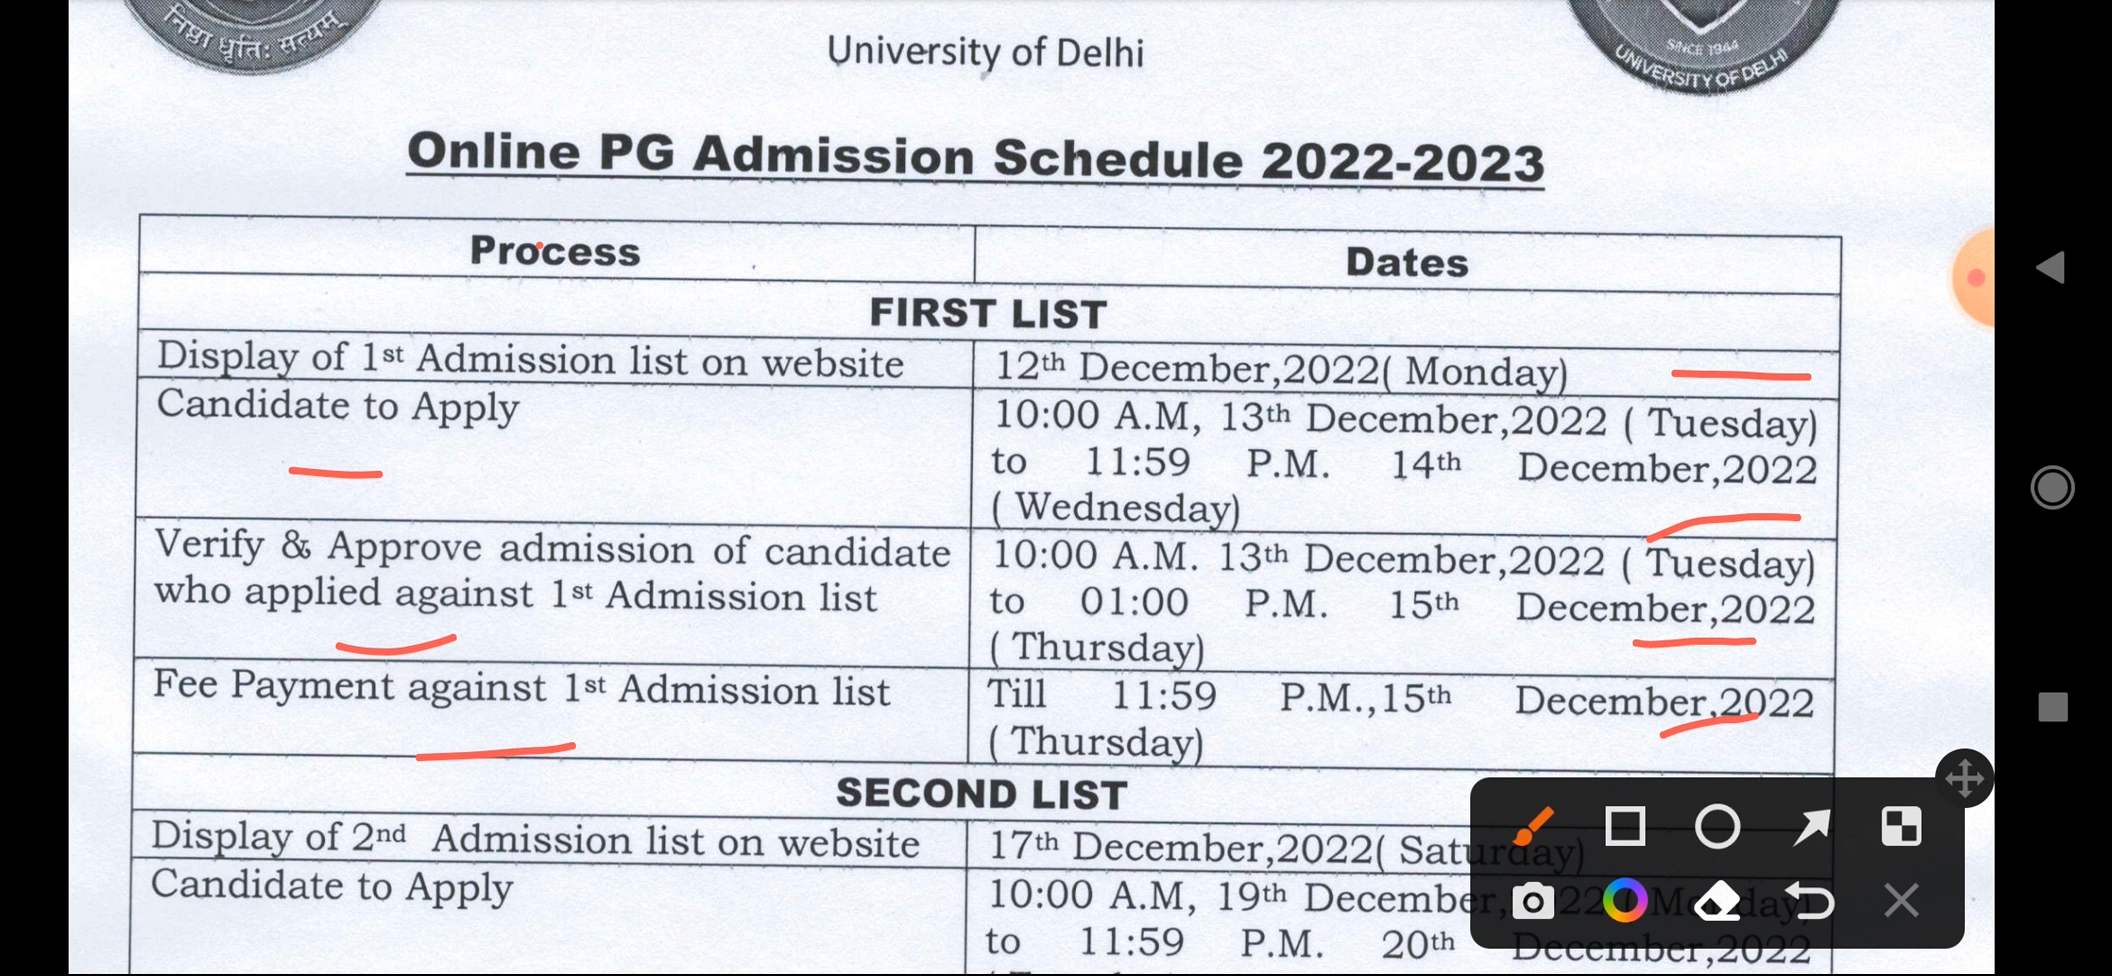 निष्ठा धृति: सत्यम्
SINCE 1944
UNIVERSITY OF DELHI
University of Delhi
Online PG Admission Schedule 2022-2023
Process Dates
FIRST LIST
Display of 1st Admission list on website 12th December,2022( Monday)
Candidate to Apply
10:00 A.M, 13th December,2022 ( Tuesday)
to 11:59 P.M. 14th December,2022
( Wednesday)
Verify & Approve admission of candidate
who applied against 1st Admission list
10:00 A.M. 13th December,2022 ( Tuesday)
to 01:00 P.M. 15th December,2022
( Thursday)
Fee Payment against 1st Admission list
Till 11:59 P.M.,15th December,2022
( Thursday)
SECOND LIST
Display of 2nd Admission list on website 17th December,2022( Saturday)
Candidate to Apply
10:00 A.M, 19th December,2022 ( Monday)
to 11:59 P.M. 20th December,2022